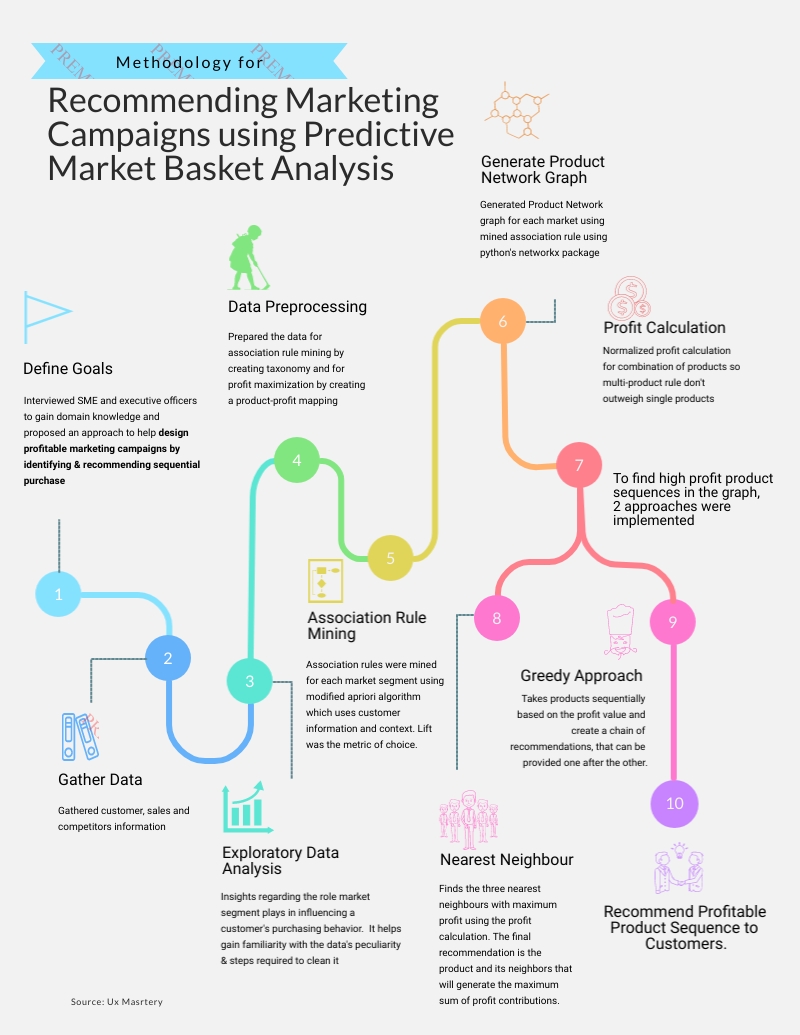 Methodology for
PREM
PREM
PREM
Recommending Marketing
Campaigns using Predictive
Market Basket Analysis
Generate Product
Network Graph
Generated Product Network
graph for each market using
mined association rule using
python's networkx package
Data Preprocessing
Prepared the data for
association rule mining by
creating taxonomy and for
profit maximization by creating
a product-profit mapping
Define Goals
Interviewed SME and executive officers
to gain domain knowledge and
proposed an approach to help design
profitable marketing campaigns by
identifying & recommending sequential
purchase
6
Profit Calculation
Normalized profit calculation
for combination of products so
multi-product rule don't
outweigh single products
4
7
To find high profit product
sequences in the graph,
2 approaches were
implemented
5
1
Association Rule
Mining
Association rules were mined
for each market segment using
modified apriori algorithm
which uses customer
information and context. Lift
was the metric of choice.
8
9
2
3
Greedy Approach
Takes products sequentially
based on the profit value and
create a chain of
recommendations, that can be
provided one after the other.
Gather Data
Gathered customer, sales and
competitors information
10
Exploratory Data
Analysis
Insights regarding the role market
segment plays in influencing a
customer's purchasing behavior. It helps
gain familiarity with the data's peculiarity
& steps required to clean it
Nearest Neighbour
Finds the three nearest
neighbours with maximum
profit using the profit
calculation. The final
recommendation is the
product and its neighbors that
will generate the maximum
sum of profit contributions.
Recommend Profitable
Product Sequence to
Customers.
Source: Ux Masrtery